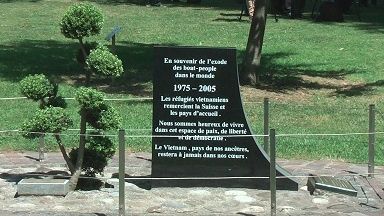 En souvenir de l'exode
des boat-people
dans le monde
1975 - 2005
Les réfugiés vietnamiens
remercient la Suisse et
les pays d'accueil .
Nous sommes heureux de vivre
dans cet espace de paix, de liberté
et de démocratie .
Le Vietnam , pays de nos ancêtres,
restera à jamais dans nos cœurs .